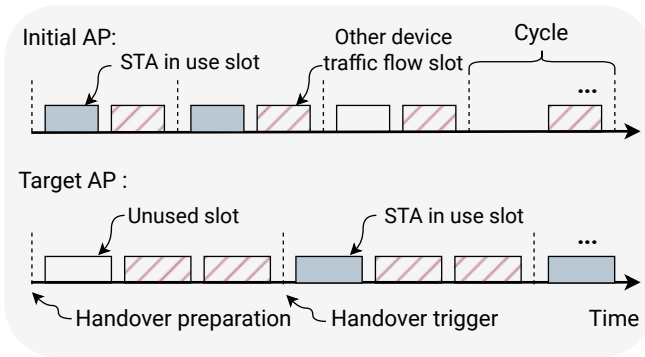 Initial AP:
STA in use slot
Other device
traffic flow slot
Cycle
...
Target AP :
Unused slot
STA in use slot
...
Handover preparation
Handover trigger
Time